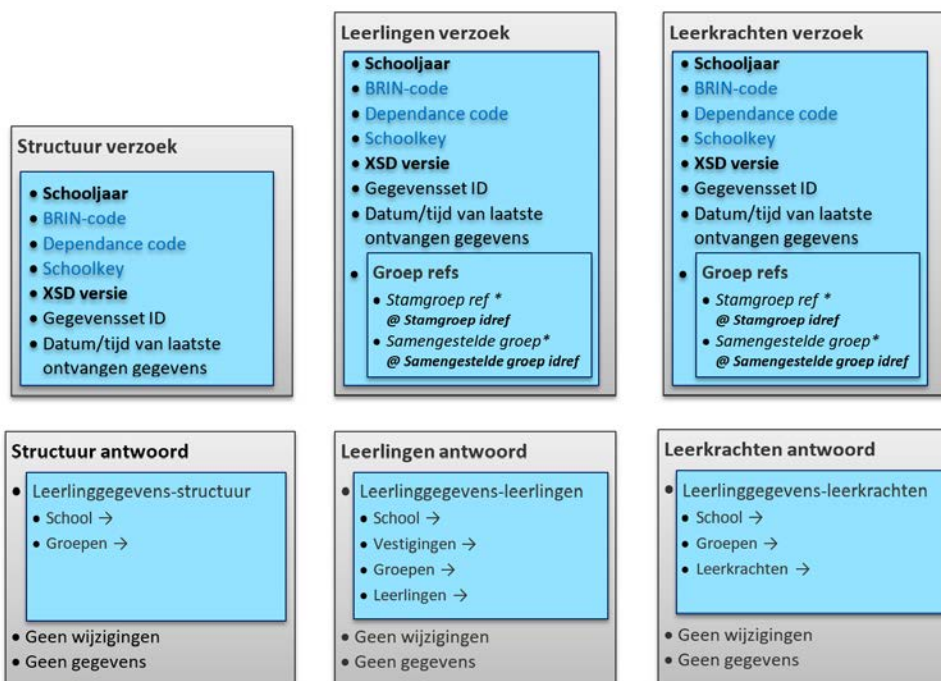 Structuur verzoek
• Schooljaar
• BRIN-code
• Dependance code
• Schoolkey
• XSD versie
• Gegevensset ID
• Datum/tijd van laatste
ontvangen gegevens
Leerlingen verzoek
• Schooljaar
• BRIN-code
• Dependance code
• Schoolkey
• XSD versie
• Gegevensset ID
• Datum/tijd van laatste
ontvangen gegevens
• Groep refs
• Stamgroep ref *
@ Stamgroep idref
• Samengestelde groep*
@ Samengestelde groep idref
Leerkrachten verzoek
• Schooljaar
• BRIN-code
• Dependance code
• Schoolkey
• XSD versie
• Gegevensset ID
• Datum/tijd van laatste
ontvangen gegevens
• Groep refs
• Stamgroep ref *
@ Stamgroep idref
• Samengestelde groep*
@ Samengestelde groep idref
Structuur antwoord
• Leerlinggegevens-structuur
• School →
• Groepen →
• Geen wijzigingen
• Geen gegevens
Leerlingen antwoord
• Leerlinggegevens-leerlingen
• School →
• Vestigingen →
• Groepen →
• Leerlingen →
• Geen wijzigingen
• Geen gegevens
Leerkrachten antwoord
• Leerlinggegevens-leerkrachten
• School →
• Groepen →
• Leerkrachten →
• Geen wijzigingen
• Geen gegevens